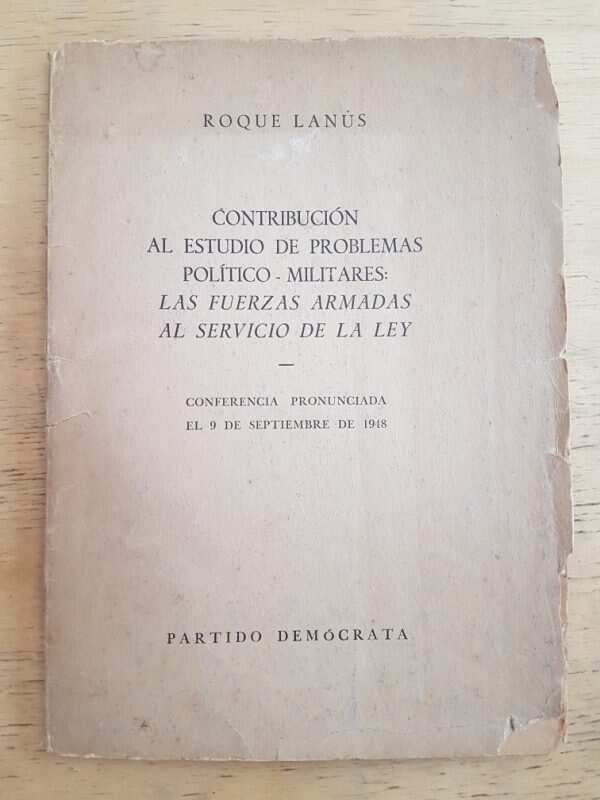 ROQUE LANÚS
CONTRIBUCIÓN
AL ESTUDIO DE PROBLEMAS
POLÍTICO - MILITARES:
LAS FUERZAS ARMADAS
AL SERVICIO DE LA LEY
—
CONFERENCIA PRONUNCIADA
EL 9 DE SEPTIEMBRE DE 1948
PARTIDO DEMÓCRATA